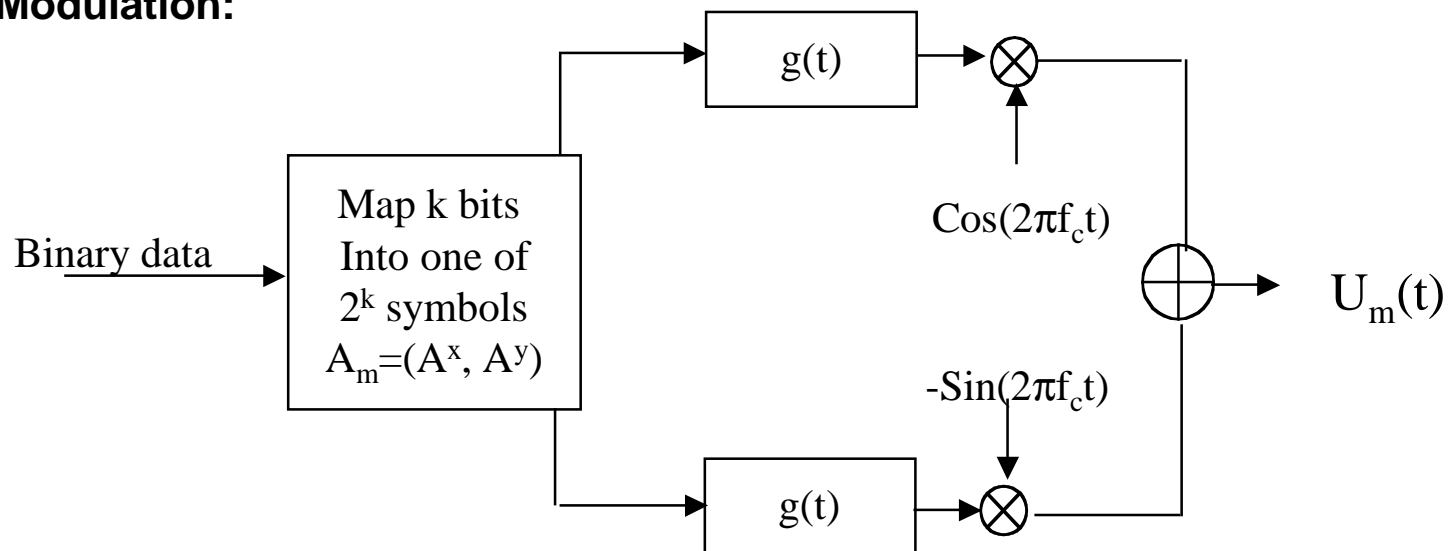 Modulation:
g(t)
Cos(2πf_ct)
Map k bits
Into one of
2^k symbols
A_m=(A^x, A^y)
Binary data
U_m(t)
-Sin(2πf_ct)
g(t)